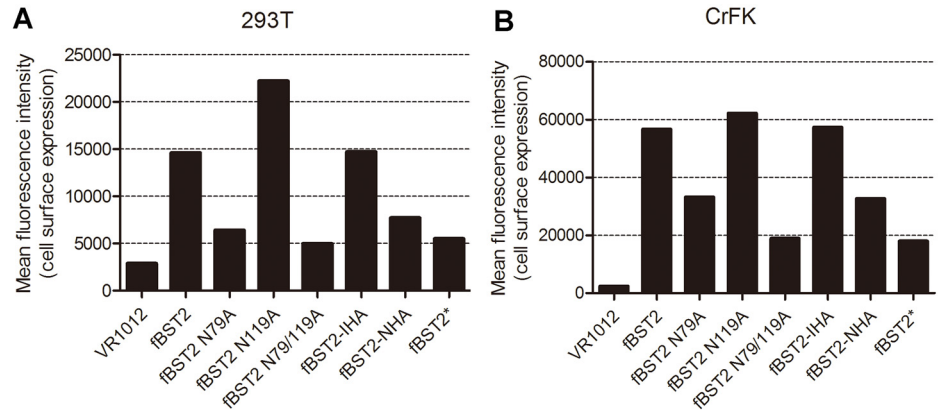 A
293T
Mean fluorescence intensity
(cell surface expression)
25000
20000
15000
10000
5000
0
VR1012
fBST2
fBST2 N79A
fBST2 N119A
fBST2 N79/119A
fBST2-IHA
fBST2-NHA
fBST2*
B
CrFK
Mean fluorescence intensity
(cell surface expression)
80000
60000
40000
20000
0
VR1012
fBST2
fBST2 N79A
fBST2 N119A
fBST2 N79/119A
fBST2-IHA
fBST2-NHA
fBST2*